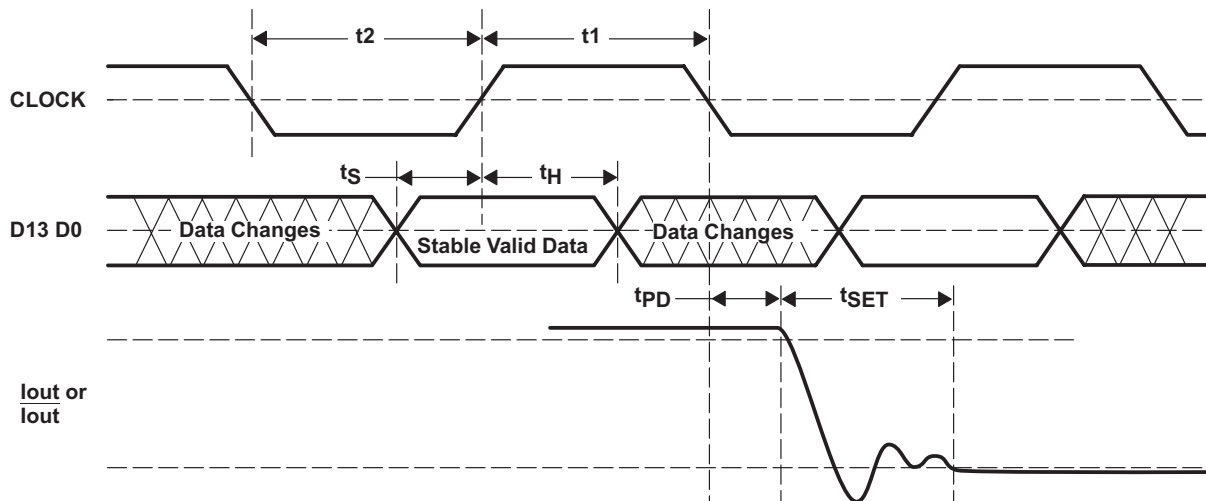 t2
t1
CLOCK
tS
tH
D13 D0
Data Changes
Stable Valid Data
Data Changes
tPD
tSET
Iout or
Iout